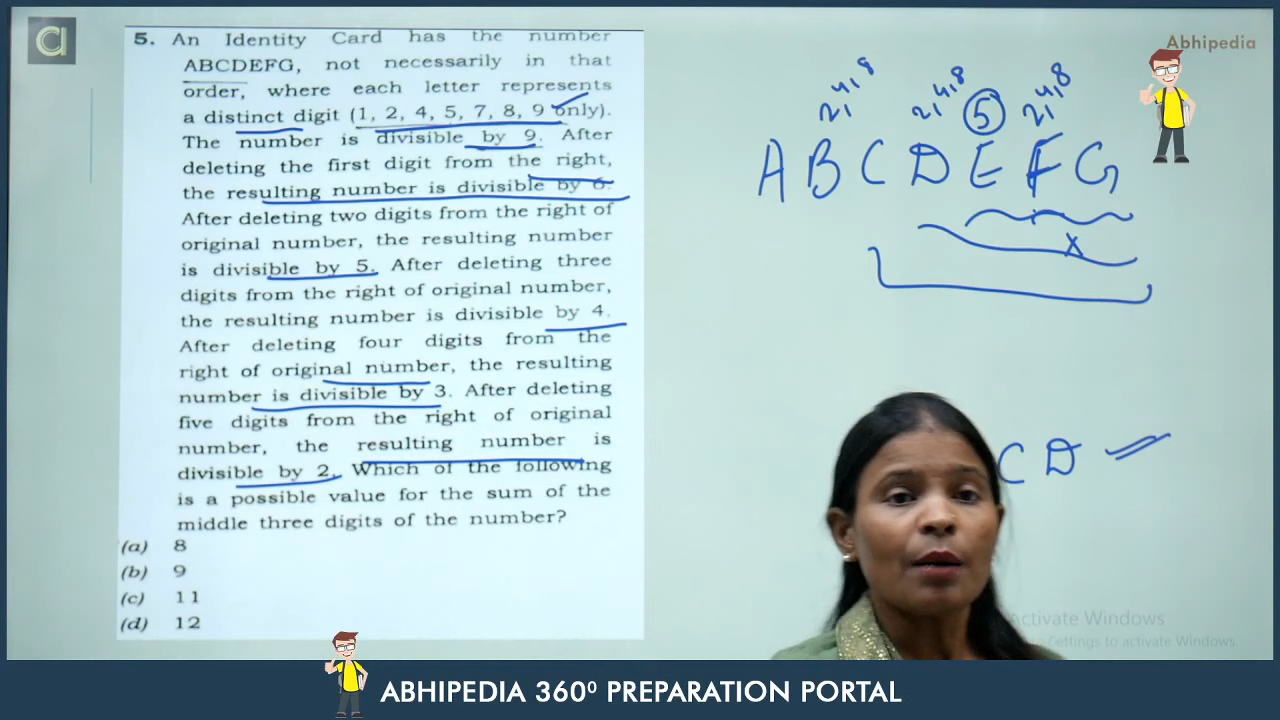 a
Abhipedia
5. An Identity Card has the number
ABCDEFG, not necessarily in that
order, where each letter represents
a distinct digit (1, 2, 4, 5, 7, 8, 9 only).
The number is divisible by 9. After
deleting the first digit from the right,
the resulting number is divisible by 6.
After deleting two digits from the right of
original number, the resulting number
is divisible by 5. After deleting three
digits from the right of original number,
the resulting number is divisible by 4.
After deleting four digits from the
right of original number, the resulting
number is divisible by 3. After deleting
five digits from the right of original
number, the resulting number is
divisible by 2. Which of the following
is a possible value for the sum of the
middle three digits of the number?
(a) 8
(b) 9
(c) 11
(d) 12
2,4,8 2,4,8 5 2,4,8
A B C D E F G
x
C D
Activate Windows
Settings to activate Windows.
ABHIPEDIA 360⁰ PREPARATION PORTAL